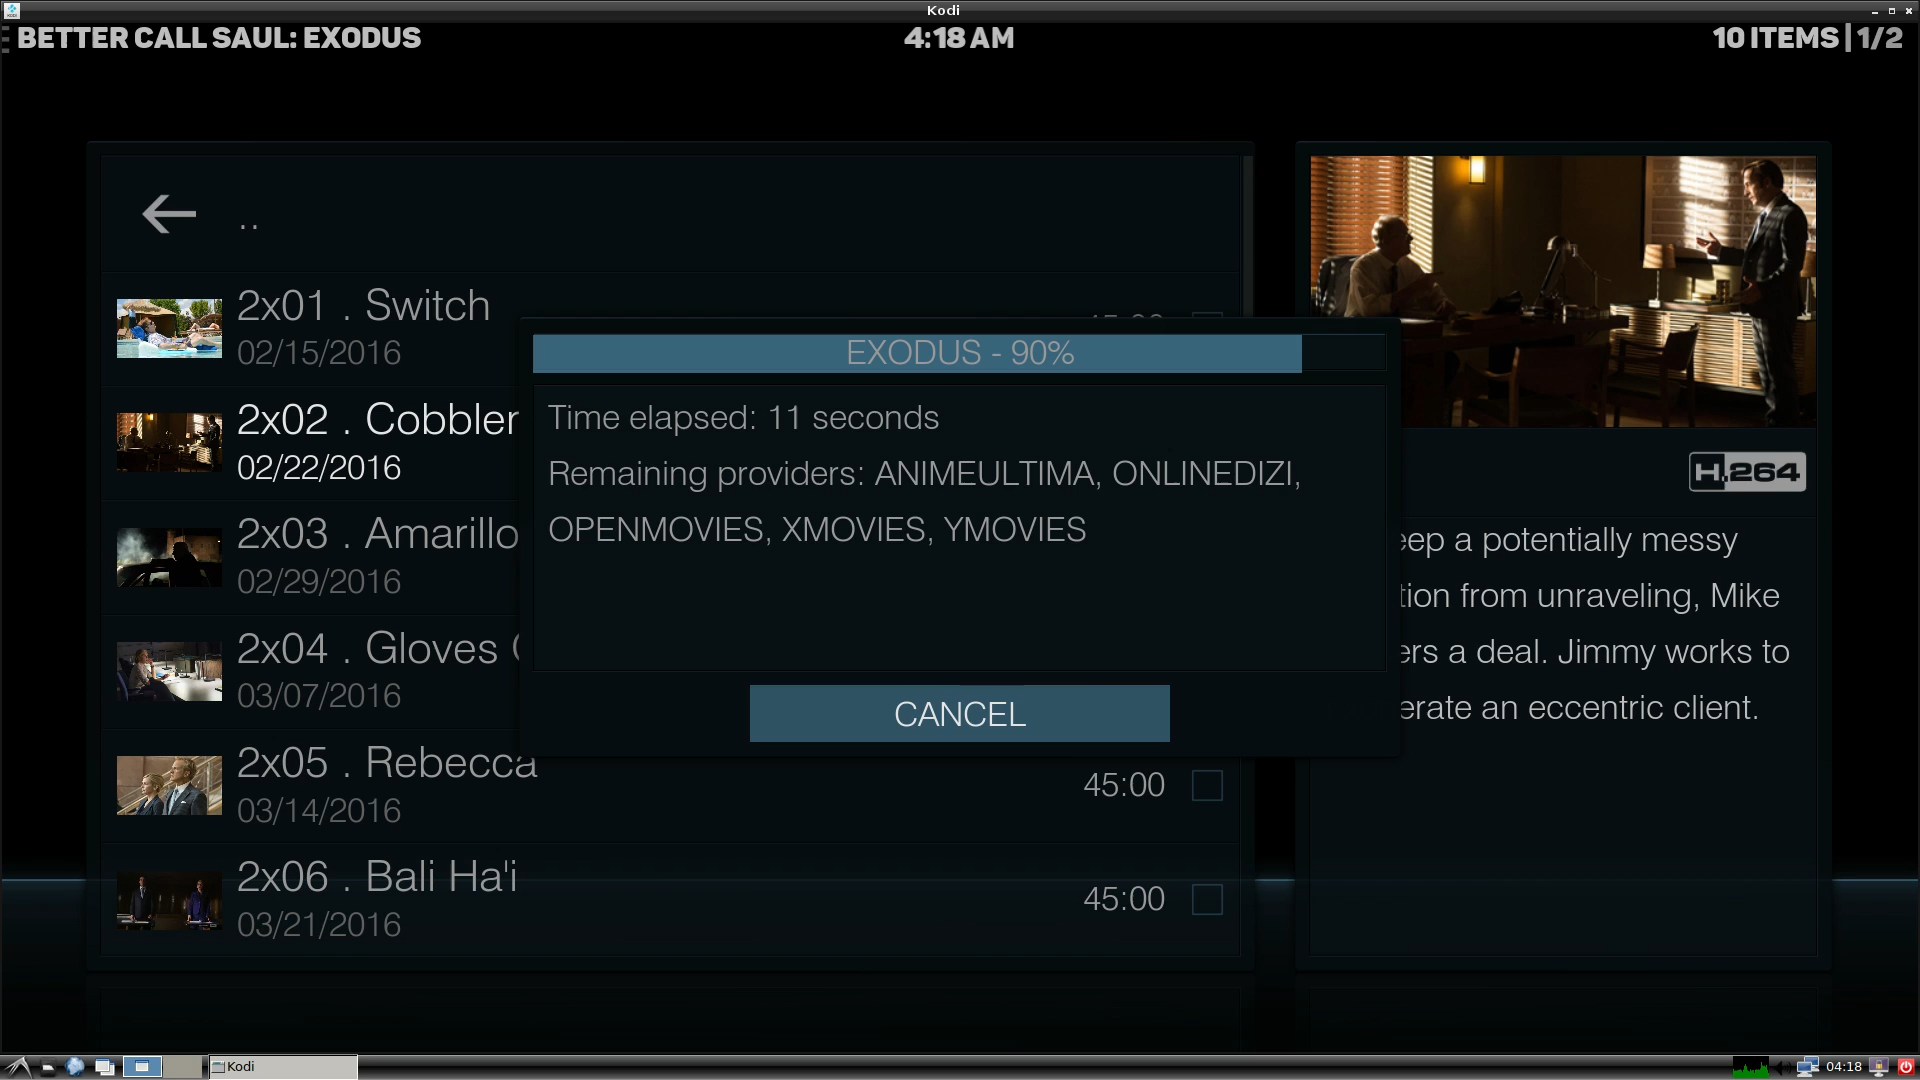 Kodi
BETTER CALL SAUL: EXODUS
4:18 AM
10 ITEMS | 1/2
..
2x01 . Switch
02/15/2016
2x02 . Cobbler
02/22/2016
2x03 . Amarillo
02/29/2016
2x04 . Gloves
03/07/2016
2x05 . Rebecca
03/14/2016
45:00
2x06 . Bali Ha'i
03/21/2016
45:00
EXODUS - 90%
Time elapsed: 11 seconds
Remaining providers: ANIMEULTIMA, ONLINEDIZI,
OPENMOVIES, XMOVIES, YMOVIES
CANCEL
H.264
eep a potentially messy
tion from unraveling, Mike
ers a deal. Jimmy works to
erate an eccentric client.
Kodi
04:18